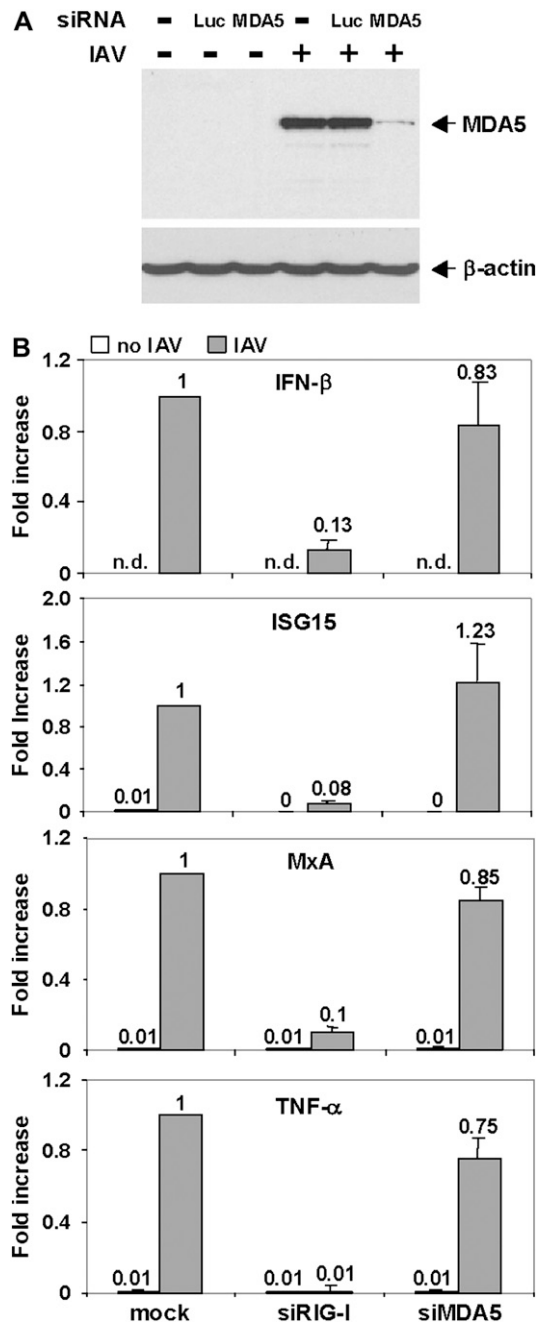 A
siRNA - Luc MDA5 - Luc MDA5
IAV - - - + + +
MDA5
β-actin
B
no IAV IAV
IFN-β
Fold increase
1.2
0.8
0.4
0
n.d. 1 n.d. 0.13 n.d. 0.83
ISG15
Fold Increase
2.0
1.6
1.2
0.8
0.4
0
0.01 1 0 0.08 0 1.23
MxA
Fold increase
1.2
0.8
0.4
0
0.01 1 0.01 0.1 0.01 0.85
TNF-α
Fold increase
1.2
0.8
0.4
0
0.01 1 0.01 0.01 0.01 0.75
mock siRIG-I siMDA5